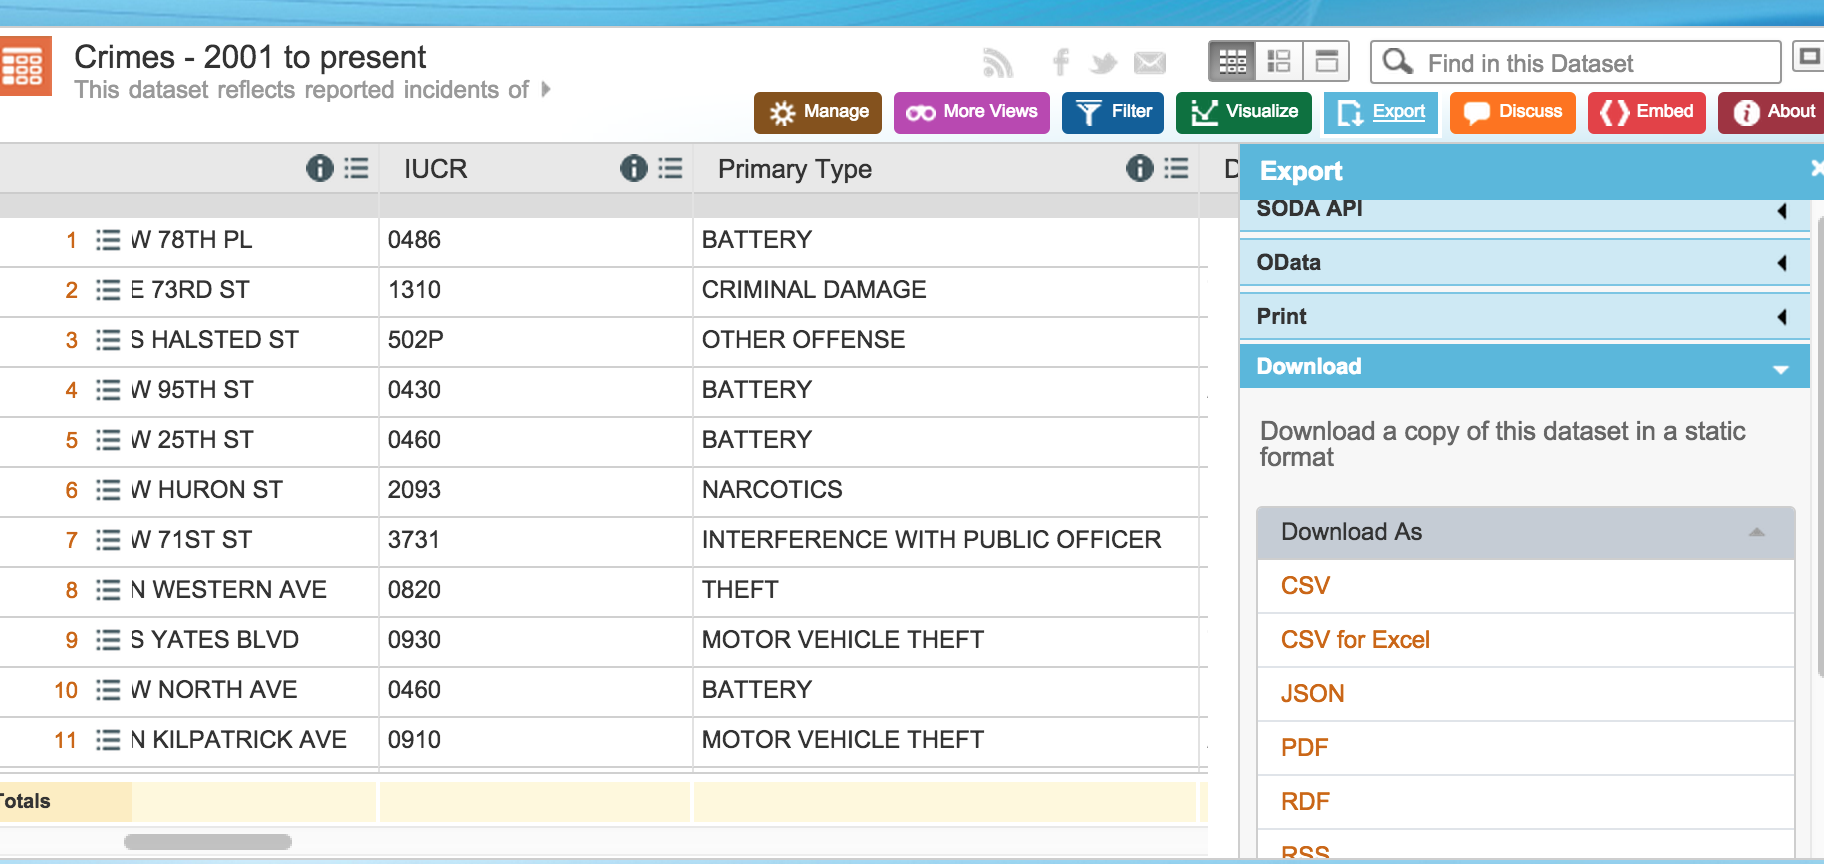 Crimes - 2001 to present
This dataset reflects reported incidents of
Find in this Dataset
Manage
More Views
Filter
Visualize
Export
Discuss
Embed
About
IUCR
Primary Type
D
1 W 78TH PL 0486 BATTERY
2 E 73RD ST 1310 CRIMINAL DAMAGE
3 S HALSTED ST 502P OTHER OFFENSE
4 W 95TH ST 0430 BATTERY
5 W 25TH ST 0460 BATTERY
6 W HURON ST 2093 NARCOTICS
7 W 71ST ST 3731 INTERFERENCE WITH PUBLIC OFFICER
8 N WESTERN AVE 0820 THEFT
9 S YATES BLVD 0930 MOTOR VEHICLE THEFT
10 W NORTH AVE 0460 BATTERY
11 N KILPATRICK AVE 0910 MOTOR VEHICLE THEFT
Totals
Export
SODA API
OData
Print
Download
Download a copy of this dataset in a static
format
Download As
CSV
CSV for Excel
JSON
PDF
RDF
RSS